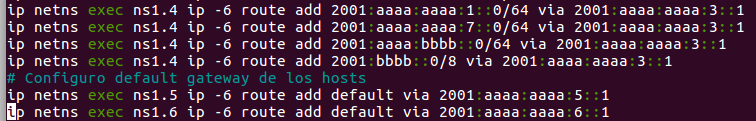 ip netns exec ns1.4 ip -6 route add 2001:aaaa:aaaa:1::0/64 via 2001:aaaa:aaaa:3::1
ip netns exec ns1.4 ip -6 route add 2001:aaaa:aaaa:7::0/64 via 2001:aaaa:aaaa:3::1
ip netns exec ns1.4 ip -6 route add 2001:aaaa:bbbb::0/64 via 2001:aaaa:aaaa:3::1
ip netns exec ns1.4 ip -6 route add 2001:bbbb::0/8 via 2001:aaaa:aaaa:3::1
# Configuro default gateway de los hosts
ip netns exec ns1.5 ip -6 route add default via 2001:aaaa:aaaa:5::1
ip netns exec ns1.6 ip -6 route add default via 2001:aaaa:aaaa:6::1